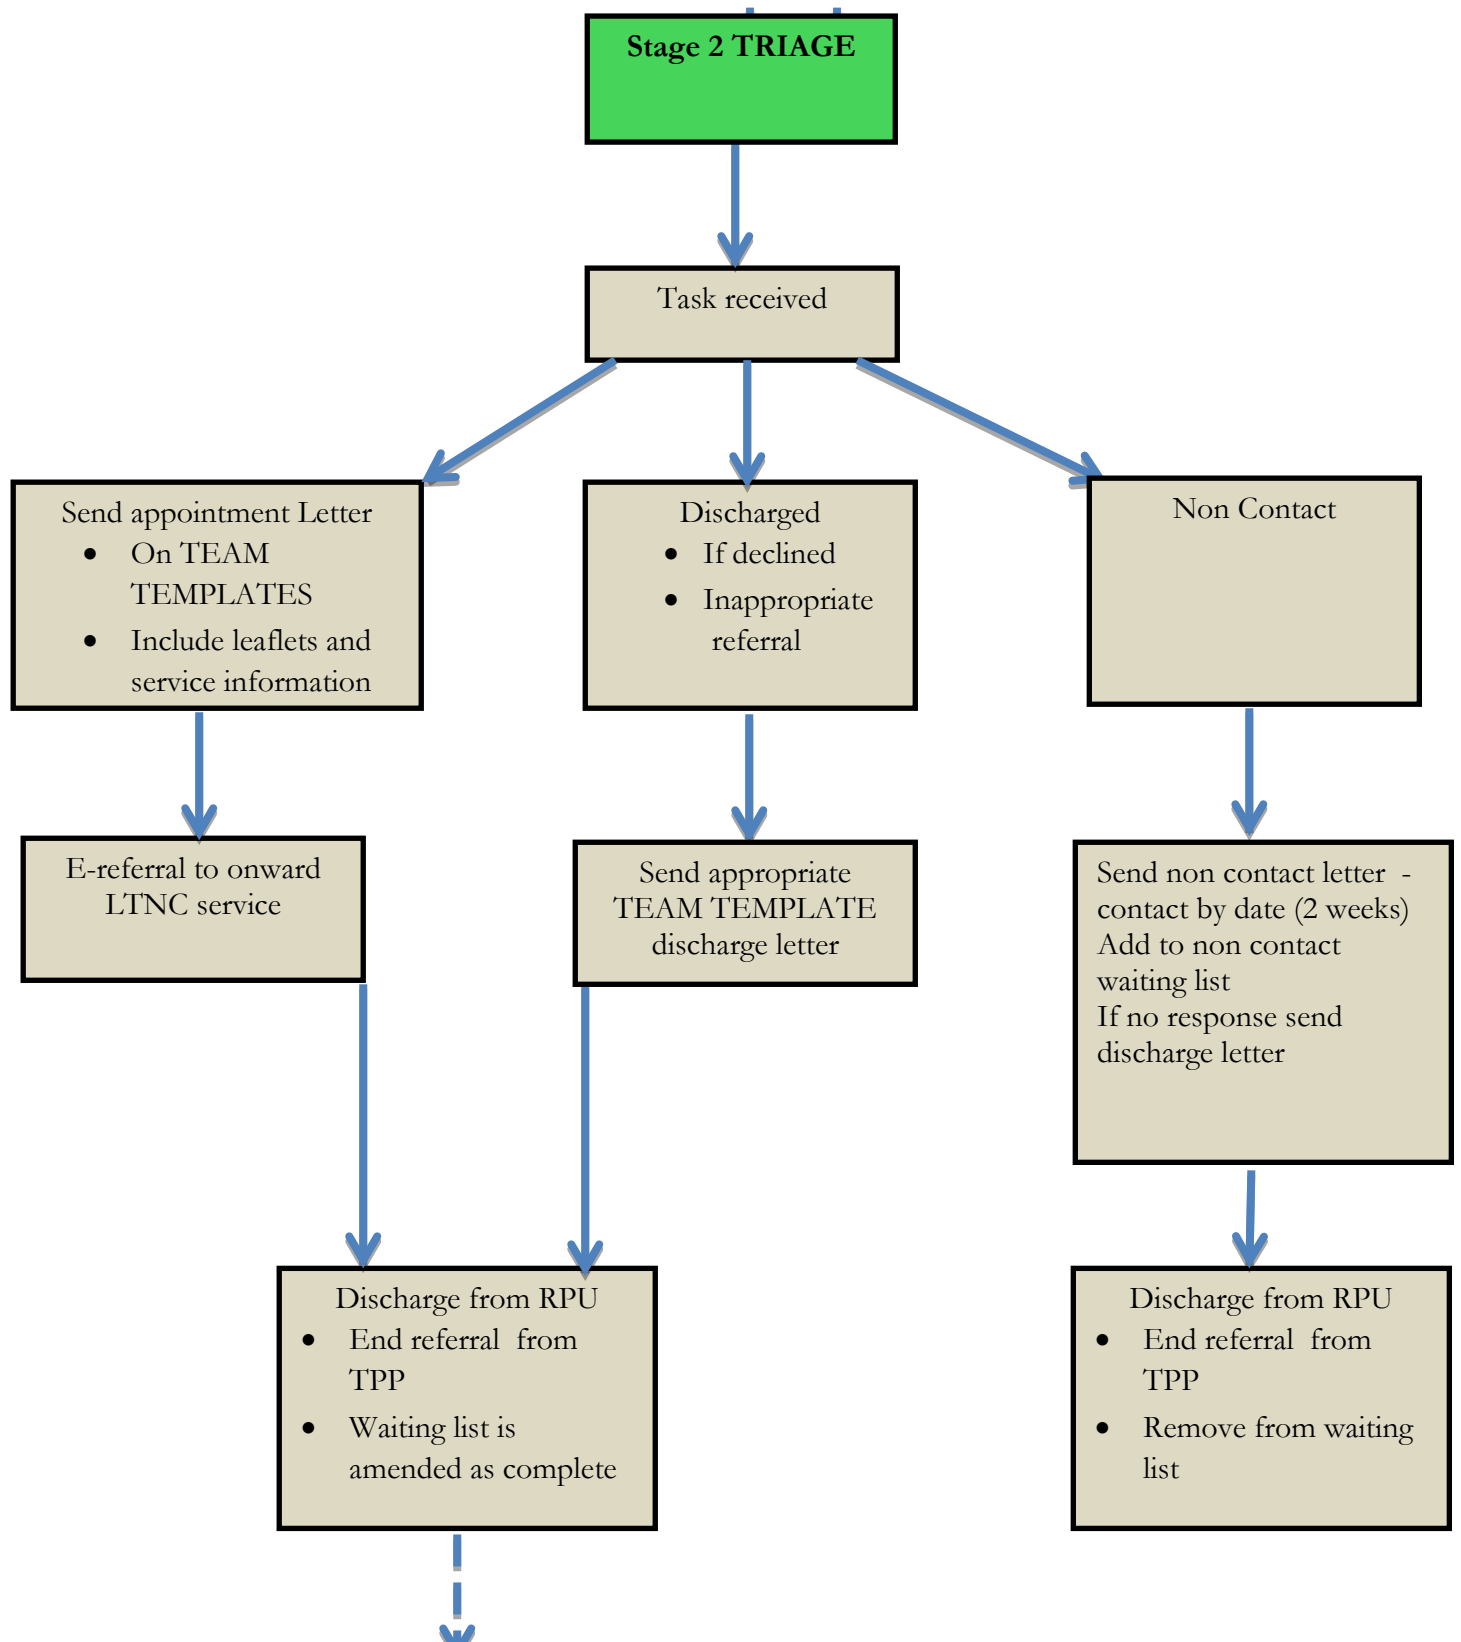 Stage 2 TRIAGE
Task received
Send appointment Letter
• On TEAM
TEMPLATES
• Include leaflets and
service information
Discharged
• If declined
• Inappropriate
referral
Non Contact
E-referral to onward
LTNC service
Send appropriate
TEAM TEMPLATE
discharge letter
Send non contact letter -
contact by date (2 weeks)
Add to non contact
waiting list
If no response send
discharge letter
Discharge from RPU
• End referral from
TPP
• Waiting list is
amended as complete
Discharge from RPU
• End referral from
TPP
• Remove from waiting
list